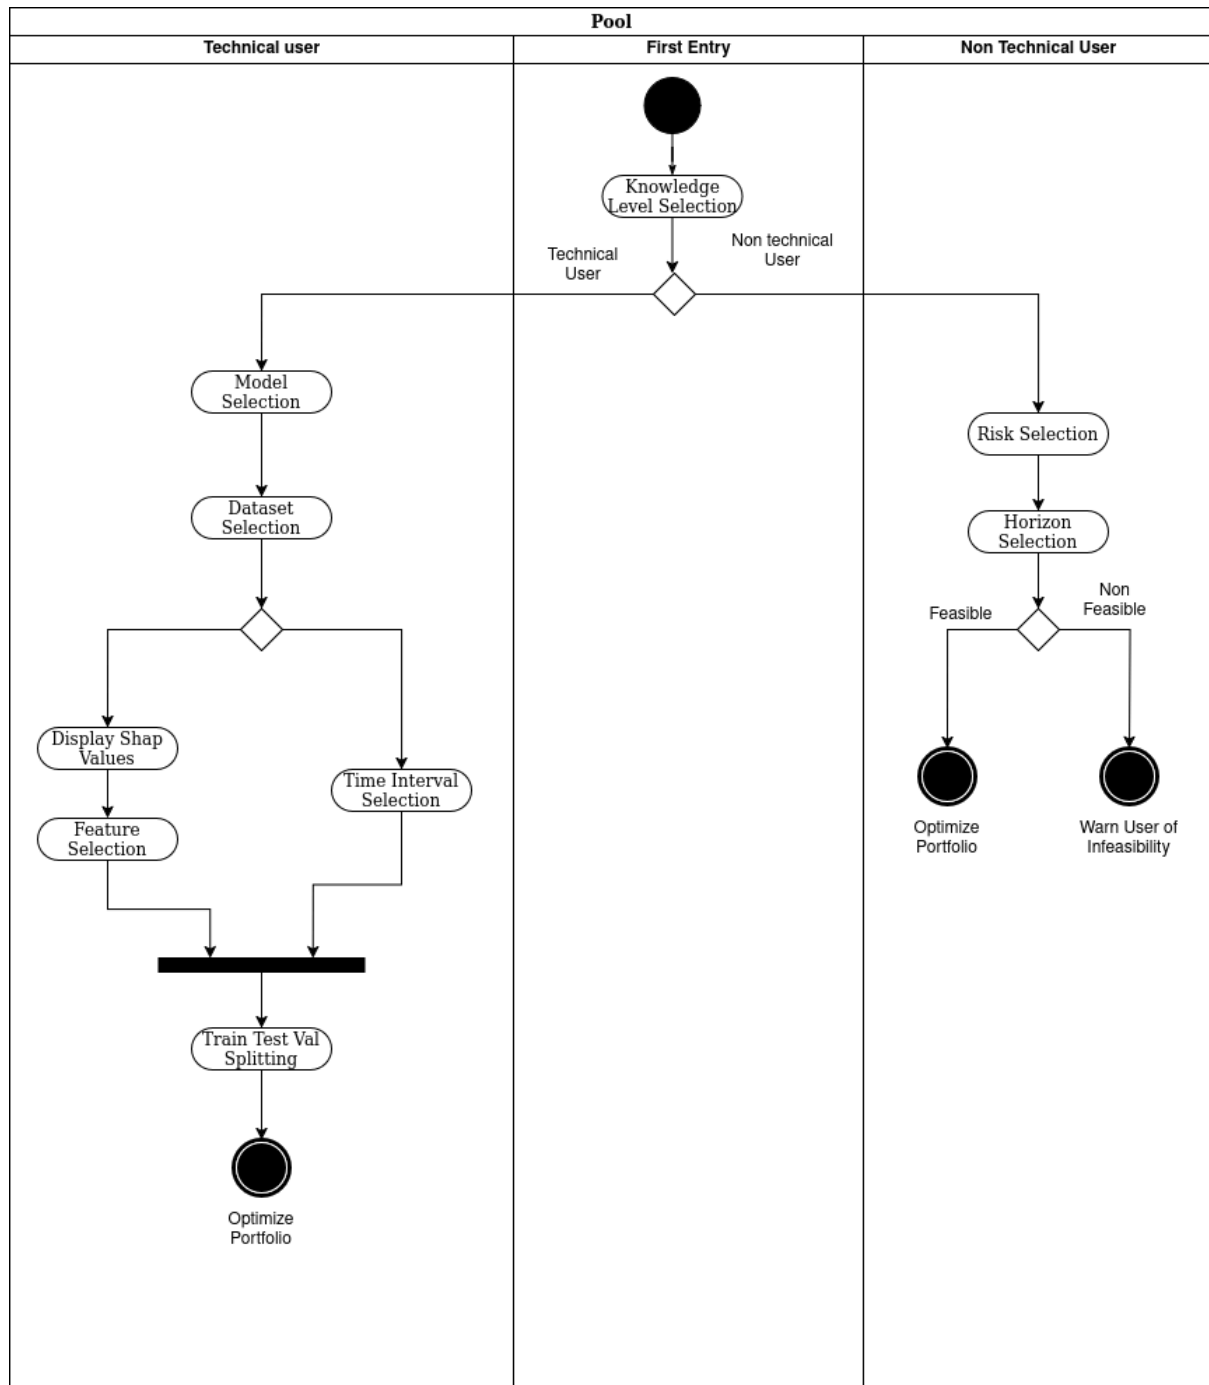 Pool
Technical user
First Entry
Non Technical User
Knowledge
Level Selection
Technical
User
Non technical
User
Model
Selection
Dataset
Selection
Display Shap
Values
Feature
Selection
Time Interval
Selection
Train Test Val
Splitting
Optimize
Portfolio
Risk Selection
Horizon
Selection
Feasible
Non
Feasible
Optimize
Portfolio
Warn User of
Infeasibility